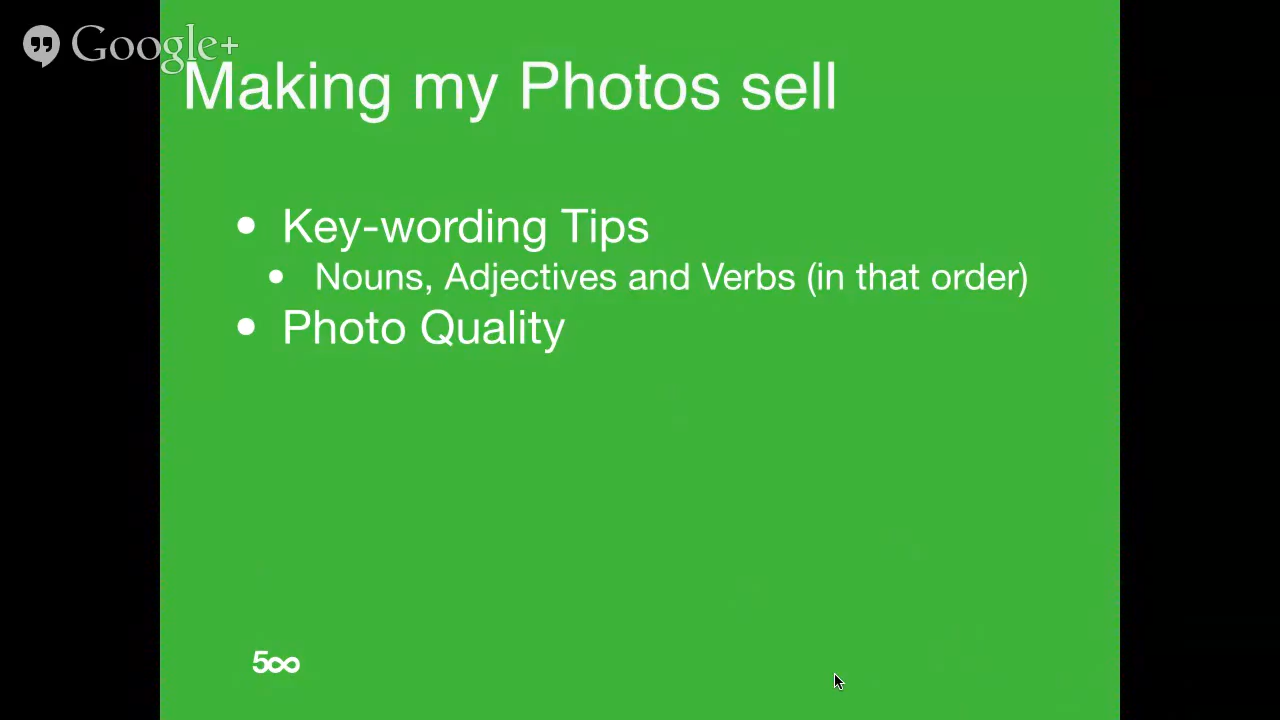 Google+
Making my Photos sell
• Key-wording Tips
• Nouns, Adjectives and Verbs (in that order)
• Photo Quality
500